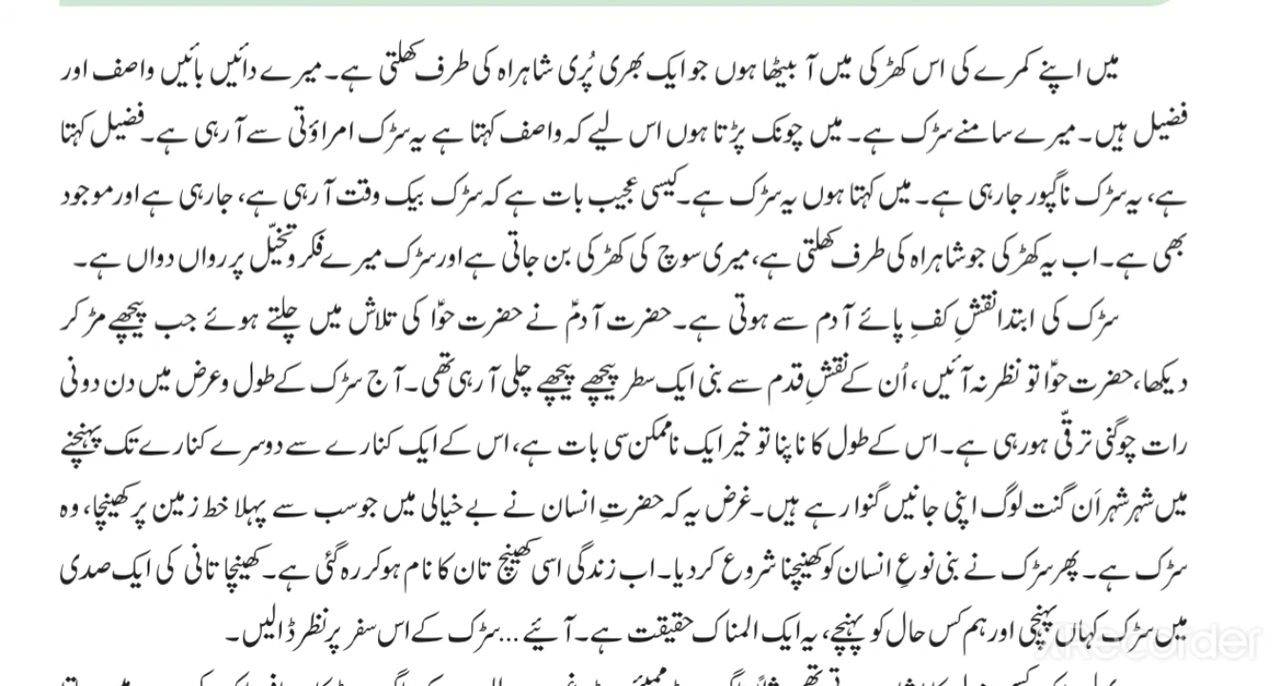 میں اپنے کمرے کی اس کھڑکی میں آ بیٹھا ہوں جو ایک بھری پُری شاہراہ کی طرف کھلتی ہے۔ میرے دائیں بائیں واصف اور
فضیل ہیں۔ میرے سامنے سڑک ہے۔ میں چونک پڑتا ہوں اس لیے کہ واصف کہتا ہے یہ سڑک امراؤتی سے آ رہی ہے۔ فضیل کہتا
ہے، یہ سڑک ناگپور جا رہی ہے۔ میں کہتا ہوں یہ سڑک ہے۔ کیسی عجیب بات ہے کہ سڑک بیک وقت آ رہی ہے، جا رہی ہے اور موجود
بھی ہے۔ اب یہ کھڑکی جو شاہراہ کی طرف کھلتی ہے، میری سوچ کی کھڑکی بن جاتی ہے اور سڑک میرے فکر و تخیّل پر رواں دواں ہے۔
سڑک کی ابتدا نقشِ کفِ پائے آدم سے ہوتی ہے۔ حضرت آدمؑ نے حضرت حوّا کی تلاش میں چلتے ہوئے جب پیچھے مڑ کر
دیکھا، حضرت حوّا تو نظر نہ آئیں، اُن کے نقشِ قدم سے بنی ایک سطر پیچھے پیچھے چلی آ رہی تھی۔ آج سڑک کے طول و عرض میں دن دونی
رات چوگنی ترقّی ہو رہی ہے۔ اس کے طول کا ناپنا تو خیر ایک ناممکن سی بات ہے، اس کے ایک کنارے سے دوسرے کنارے تک پہنچنے
میں شہر شہر اَن گنت لوگ اپنی جانیں گنوا رہے ہیں۔ غرض یہ کہ حضرتِ انسان نے بے خیالی میں جو سب سے پہلا خط زمین پر کھینچا، وہ
سڑک ہے۔ پھر سڑک نے بنی نوعِ انسان کو کھینچنا شروع کر دیا۔ اب زندگی اسی کھینچ تان کا نام ہو کر رہ گئی ہے۔ کھینچا تانی کی ایک صدی
میں سڑک کہاں پہنچی اور ہم کس حال کو پہنچے، یہ ایک المناک حقیقت ہے۔ آئیے... سڑک کے اس سفر پر نظر ڈالیں۔
XRecorder